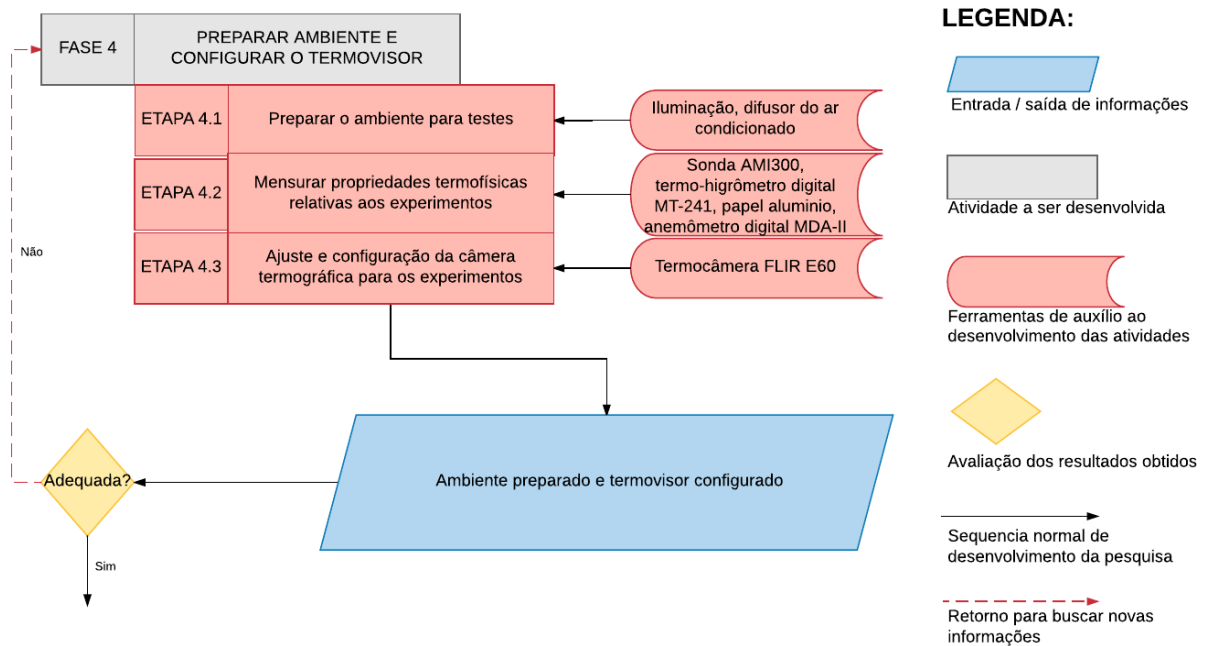 FASE 4
PREPARAR AMBIENTE E
CONFIGURAR O TERMOVISOR
ETAPA 4.1
Preparar o ambiente para testes
Iluminação, difusor do ar
condicionado
ETAPA 4.2
Mensurar propriedades termofísicas
relativas aos experimentos
Sonda AMI300,
termo-higrômetro digital
MT-241, papel aluminio,
anemômetro digital MDA-II
ETAPA 4.3
Ajuste e configuração da câmera
termográfica para os experimentos
Termocâmera FLIR E60
Não
Adequada?
Ambiente preparado e termovisor configurado
Sim
LEGENDA:
Entrada / saída de informações
Atividade a ser desenvolvida
Ferramentas de auxílio ao
desenvolvimento das atividades
Avaliação dos resultados obtidos
Sequencia normal de
desenvolvimento da pesquisa
Retorno para buscar novas
informações